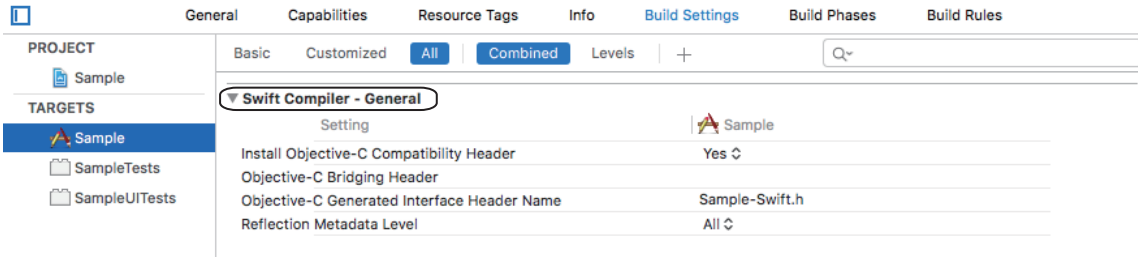 General Capabilities Resource Tags Info Build Settings Build Phases Build Rules
PROJECT
Sample
TARGETS
Sample
SampleTests
SampleUITests
Basic Customized All Combined Levels +
Swift Compiler - General
Setting Sample
Install Objective-C Compatibility Header Yes
Objective-C Bridging Header
Objective-C Generated Interface Header Name Sample-Swift.h
Reflection Metadata Level All